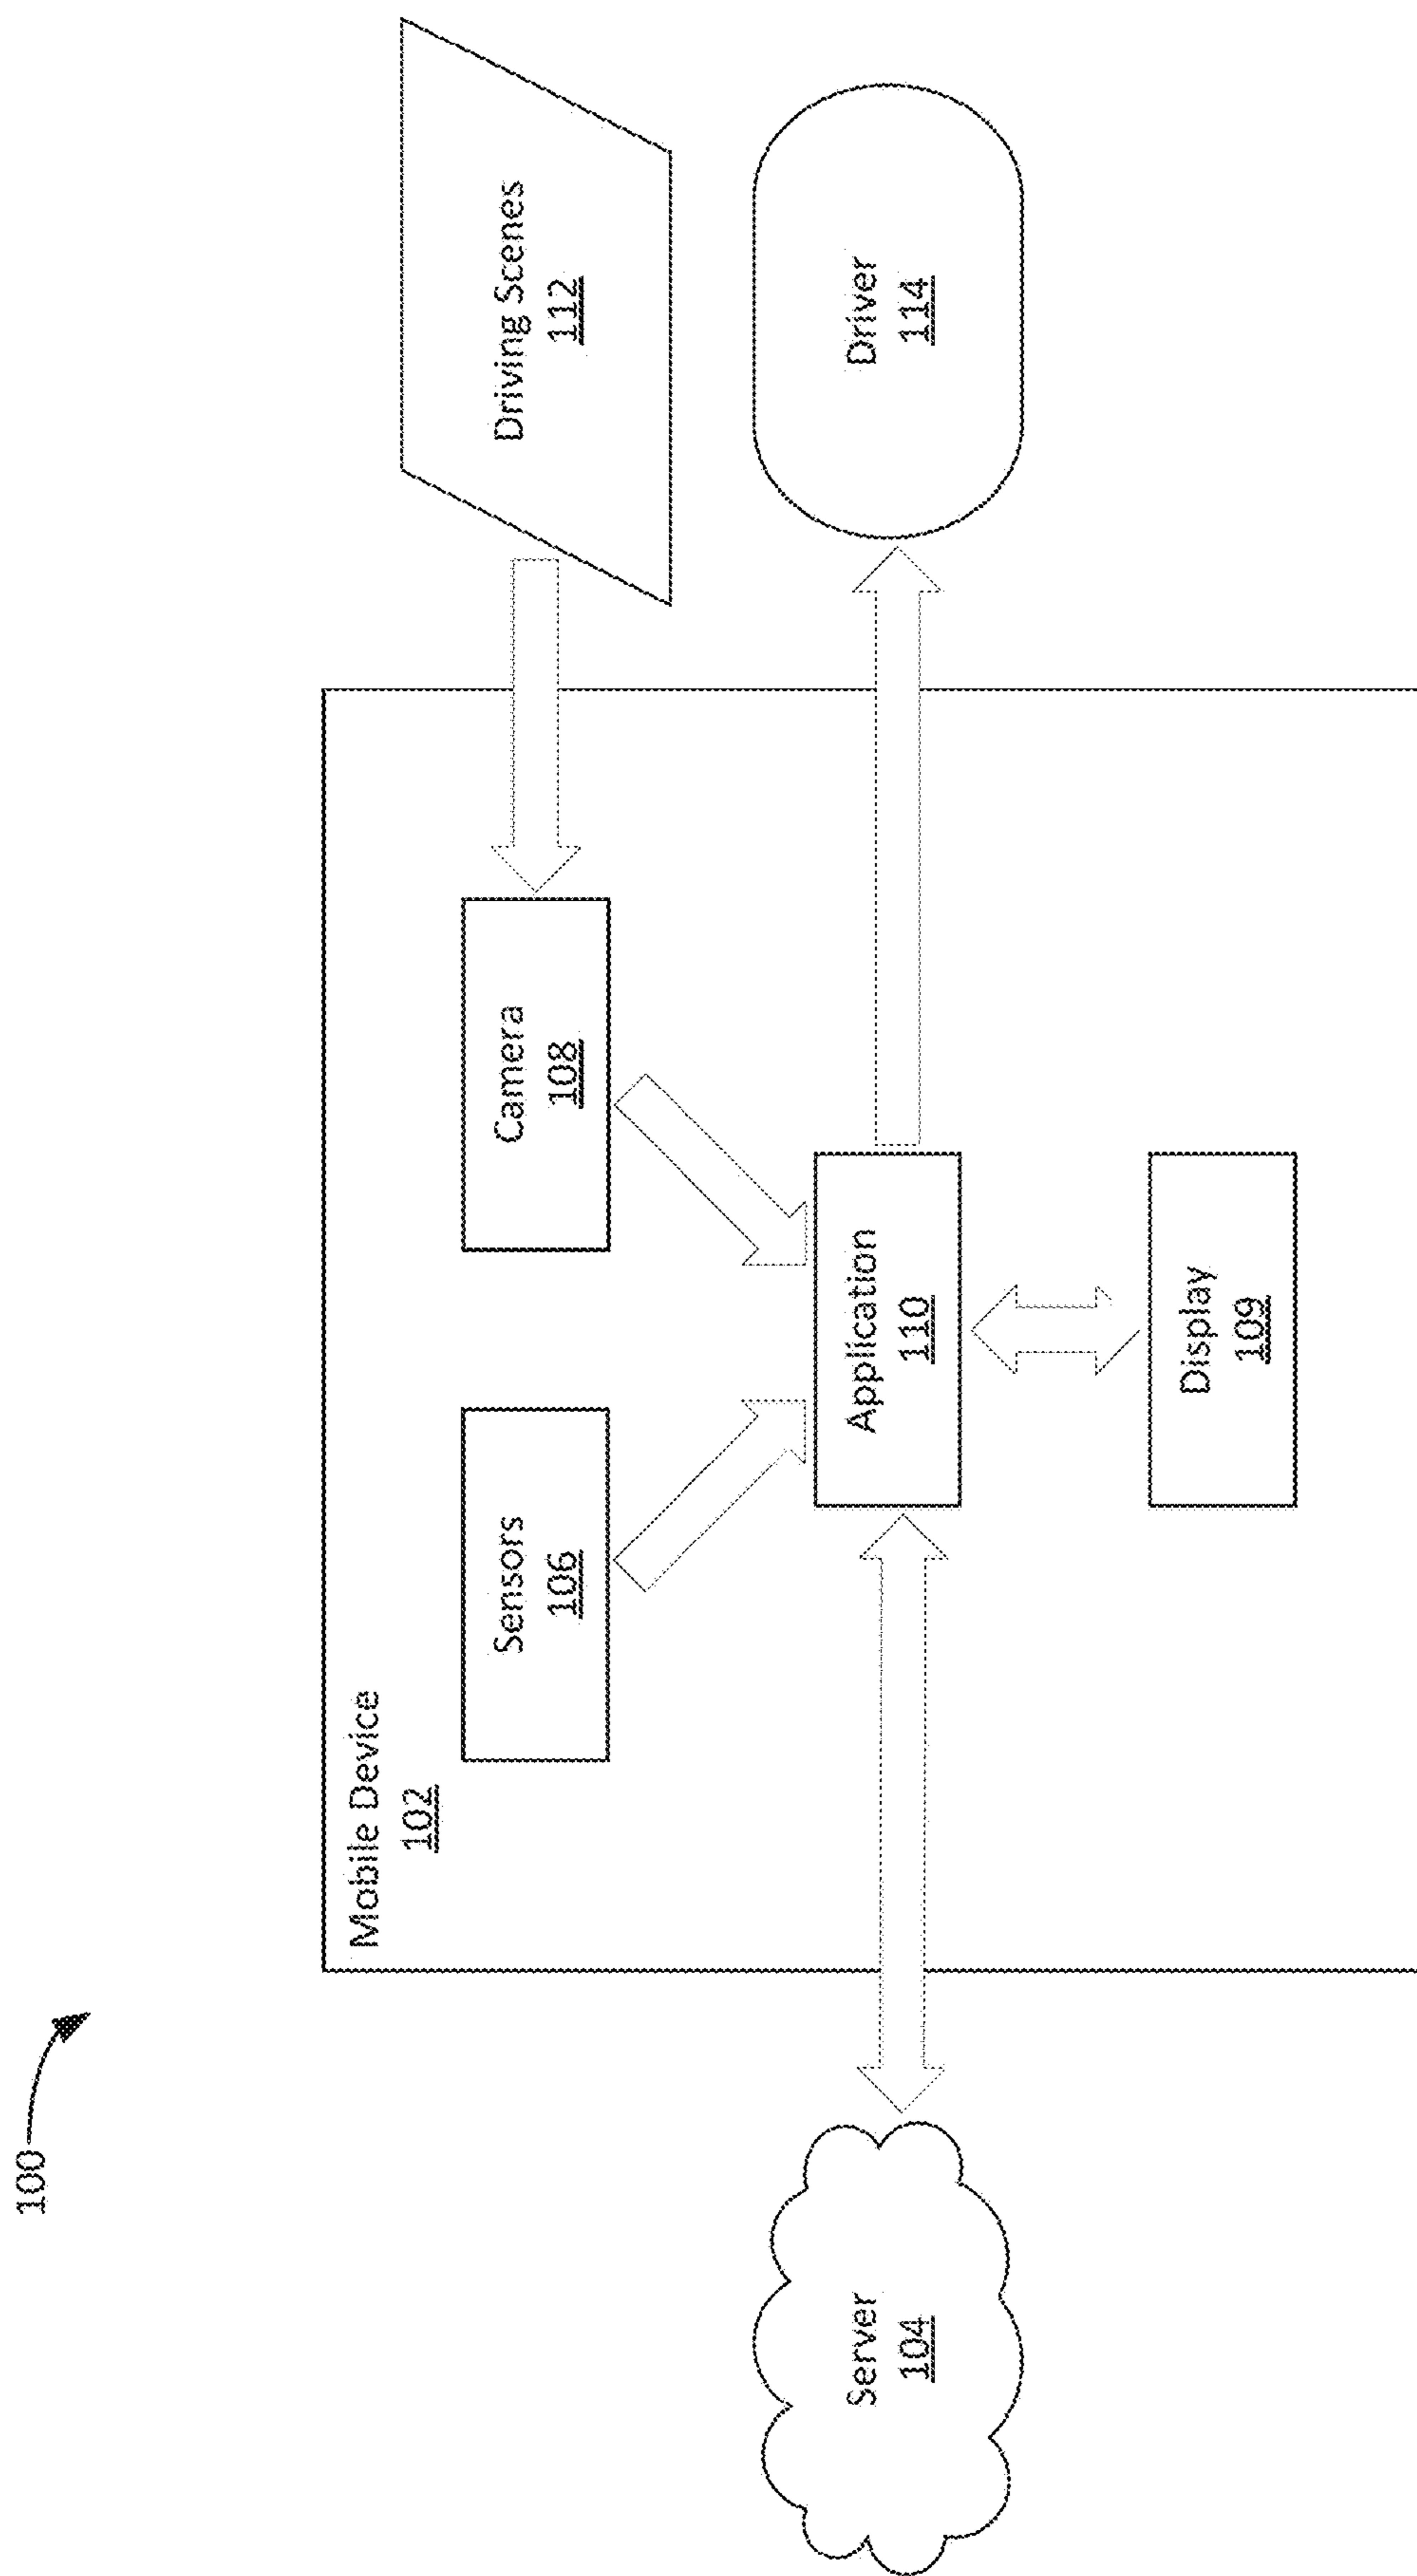 100
Mobile Device
102
Sensors
106
Camera
108
Driving Scenes
112
Server
104
Application
110
Driver
114
Display
109